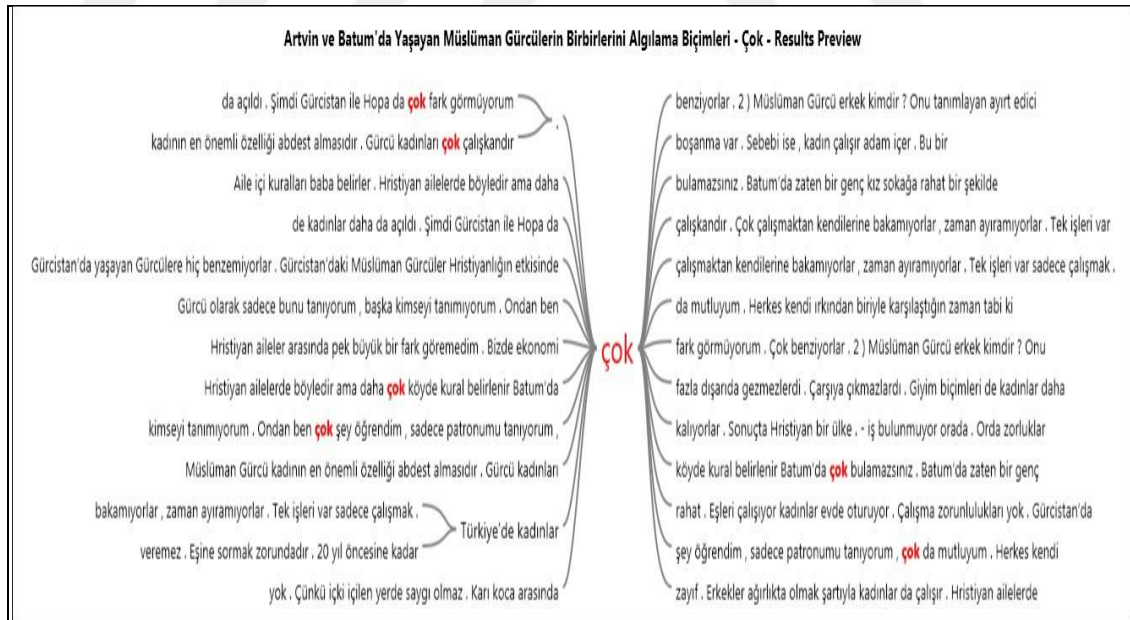 Artvin ve Batum'da Yaşayan Müslüman Gürcülerin Birbirlerini Algılama Biçimleri - Çok - Results Preview
da açıldı . Şimdi Gürcistan ile Hopa da çok fark görmüyorum
kadının en önemli özelliği abdest almasıdır . Gürcü kadınları çok çalışkandır
.
Aile içi kuralları baba belirler . Hristiyan ailelerde böyledir ama daha
de kadınlar daha da açıldı . Şimdi Gürcistan ile Hopa da
Gürcistan'da yaşayan Gürcülere hiç benzemiyorlar . Gürcistan'daki Müslüman Gürcüler Hristiyanlığın etkisinde
Gürcü olarak sadece bunu tanıyorum , başka kimseyi tanımıyorum . Ondan ben
Hristiyan aileler arasında pek büyük bir fark göremedim . Bizde ekonomi
Hristiyan ailelerde böyledir ama daha çok köyde kural belirlenir Batum'da
kimseyi tanımıyorum . Ondan ben çok şey öğrendim , sadece patronumu tanıyorum ,
Müslüman Gürcü kadının en önemli özelliği abdest almasıdır . Gürcü kadınları
bakamıyorlar , zaman ayıramıyorlar . Tek işleri var sadece çalışmak .
veremez . Eşine sormak zorundadır . 20 yıl öncesine kadar
Türkiye'de kadınlar
yok . Çünkü içki içilen yerde saygı olmaz . Karı koca arasında
çok
benziyorlar . 2 ) Müslüman Gürcü erkek kimdir ? Onu tanımlayan ayırt edici
boşanma var . Sebebi ise , kadın çalışır adam içer . Bu bir
bulamazsınız . Batum'da zaten bir genç kız sokağa rahat bir şekilde
çalışkandır . Çok çalışmaktan kendilerine bakamıyorlar , zaman ayıramıyorlar . Tek işleri var
çalışmaktan kendilerine bakamıyorlar , zaman ayıramıyorlar . Tek işleri var sadece çalışmak .
da mutluyum . Herkes kendi ırkından biriyle karşılaştığın zaman tabi ki
fark görmüyorum . Çok benziyorlar . 2 ) Müslüman Gürcü erkek kimdir ? Onu
fazla dışarıda gezmezlerdi . Çarşıya çıkmazlardı . Giyim biçimleri de kadınlar daha
kalıyorlar . Sonuçta Hristiyan bir ülke . - iş bulunmuyor orada . Orda zorluklar
köyde kural belirlenir Batum'da çok bulamazsınız . Batum'da zaten bir genç
rahat . Eşleri çalışıyor kadınlar evde oturuyor . Çalışma zorunlulukları yok . Gürcistan'da
şey öğrendim , sadece patronumu tanıyorum , çok da mutluyum . Herkes kendi
zayıf . Erkekler ağırlıkta olmak şartıyla kadınlar da çalışır . Hristiyan ailelerde